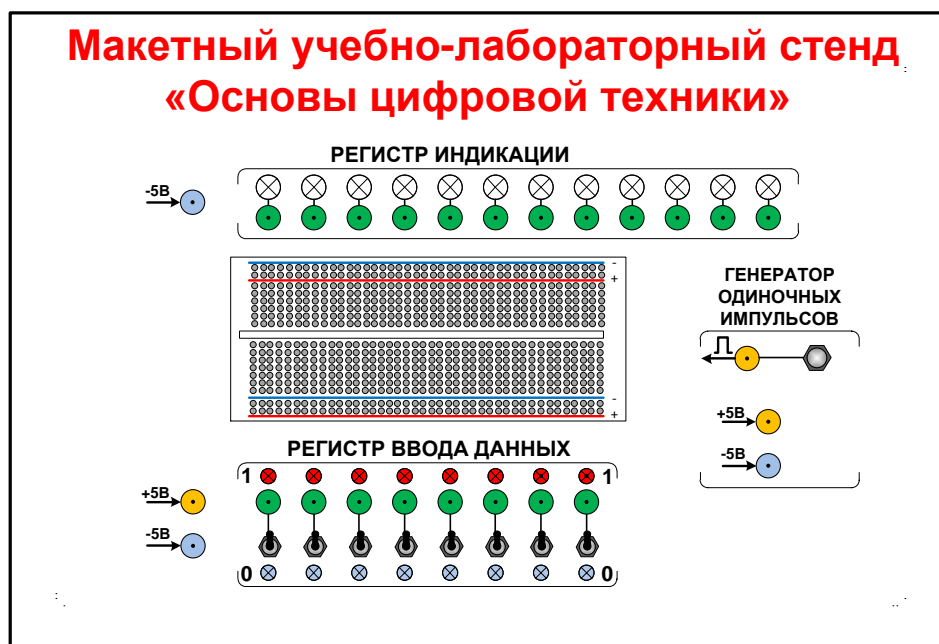 Макетный учебно-лабораторный стенд
«Основы цифровой техники»
РЕГИСТР ИНДИКАЦИИ
-5В
-
+
ГЕНЕРАТОР
ОДИНОЧНЫХ
ИМПУЛЬСОВ
-
+
+5В
-5В
РЕГИСТР ВВОДА ДАННЫХ
1 1
+5В
-5В
0 0